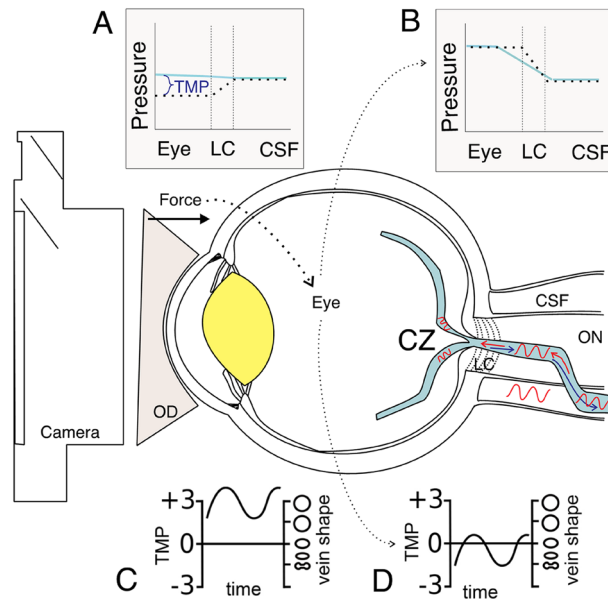 A
Pressure
TMP
Eye LC CSF
B
Pressure
Eye LC CSF
Force
Eye
CSF
ON
CZ
LC
OD
Camera
C
+3
0
-3
TMP
time
vein shape
D
+3
0
-3
TMP
time
vein shape